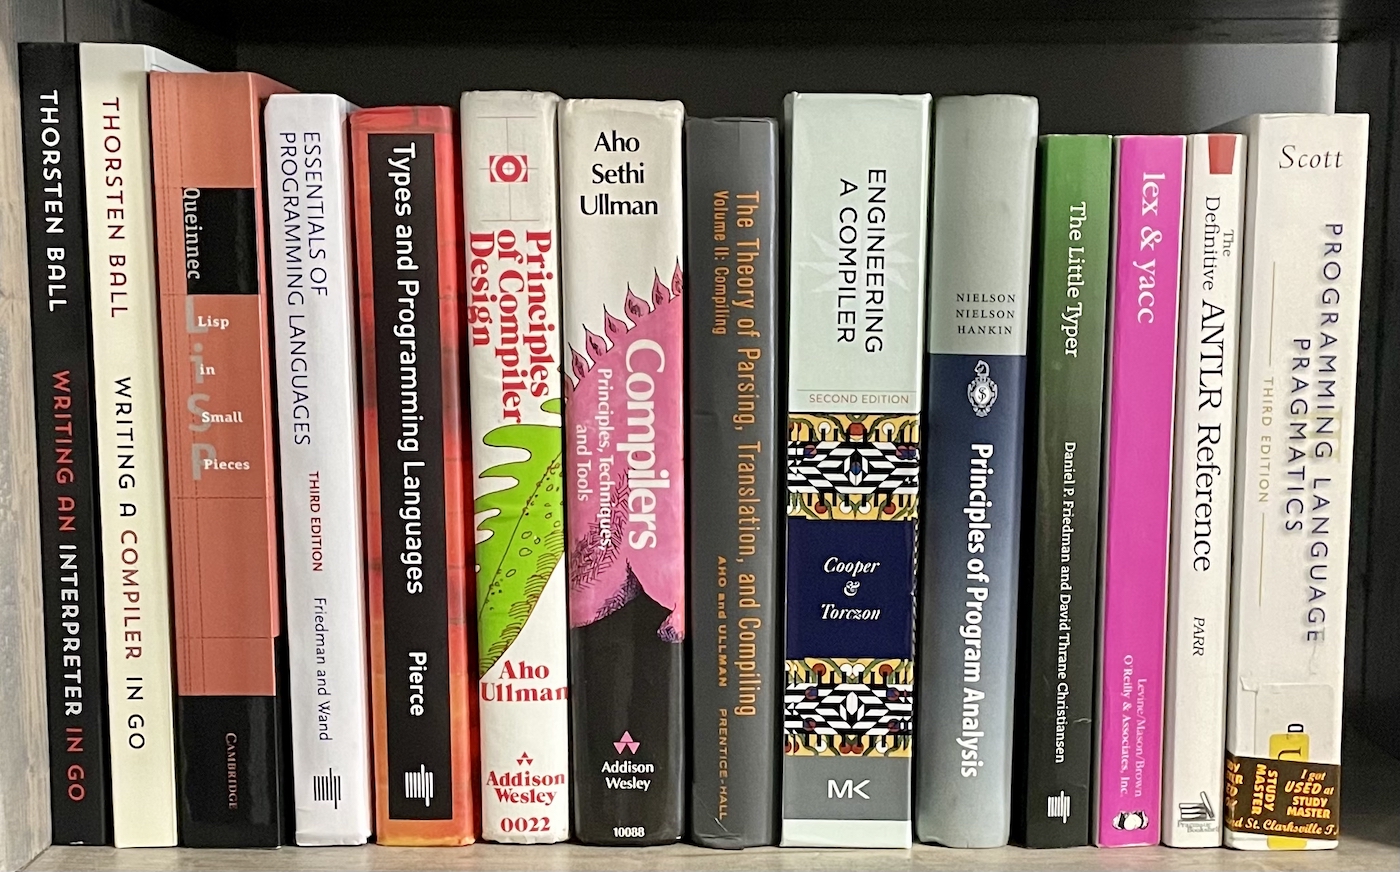 THORSTEN BALL
WRITING AN INTERPRETER IN GO
THORSTEN BALL
WRITING A COMPILER IN GO
Queinnec
LISP
Lisp
in
Small
Pieces
CAMBRIDGE
ESSENTIALS OF
PROGRAMMING LANGUAGES
THIRD EDITION
Friedman and Wand
Types and Programming Languages
Pierce
Principles
of Compiler
Design
Aho
Ullman
Addison
Wesley
0022
Aho
Sethi
Ullman
Compilers
Principles, Techniques,
and Tools
Addison
Wesley
10088
The Theory of Parsing, Translation, and Compiling
Volume II: Compiling
AHO and ULLMAN
PRENTICE-HALL
ENGINEERING
A COMPILER
SECOND EDITION
Cooper
&
Torczon
MK
NIELSON
NIELSON
HANKIN
Principles of Program Analysis
The Little Typer
Daniel P. Friedman and David Thrane Christiansen
lex & yacc
Levine/Mason/Brown
O'Reilly & Associates, Inc.
The
Definitive ANTLR Reference
PARR
Pragmatic
Bookshelf
Scott
PROGRAMMING LANGUAGE
PRAGMATICS
THIRD EDITION
I got
USED at
STUDY
MASTER
STUDY
MASTER
nd St. Clarksville T.